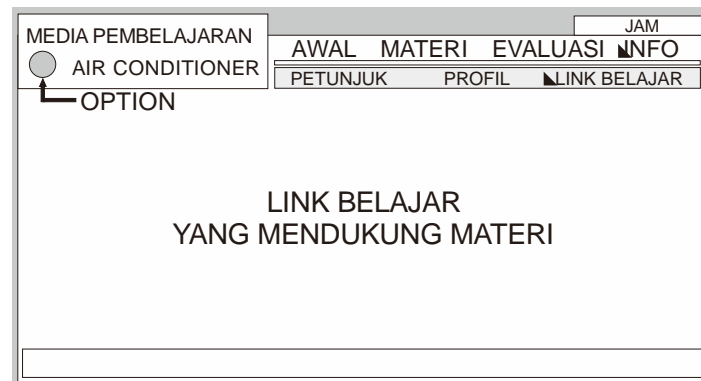 MEDIA PEMBELAJARAN
AIR CONDITIONER
OPTION
JAM
AWAL MATERI EVALUASI INFO
PETUNJUK PROFIL LINK BELAJAR
LINK BELAJAR
YANG MENDUKUNG MATERI